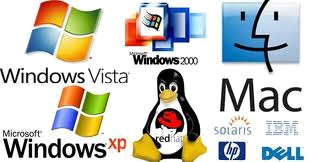 Windows Vista
Microsoft
Windows 2000
Mac
Microsoft
Windows xp
redhat
solaris
IBM
hp
DELL